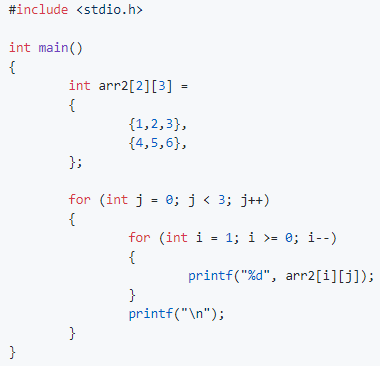 #include <stdio.h>

int main()
{
        int arr2[2][3] =
        {
                {1,2,3},
                {4,5,6},
        };

        for (int j = 0; j < 3; j++)
        {
                for (int i = 1; i >= 0; i--)
                {
                        printf("%d", arr2[i][j]);
                }
                printf("\n");
        }
}